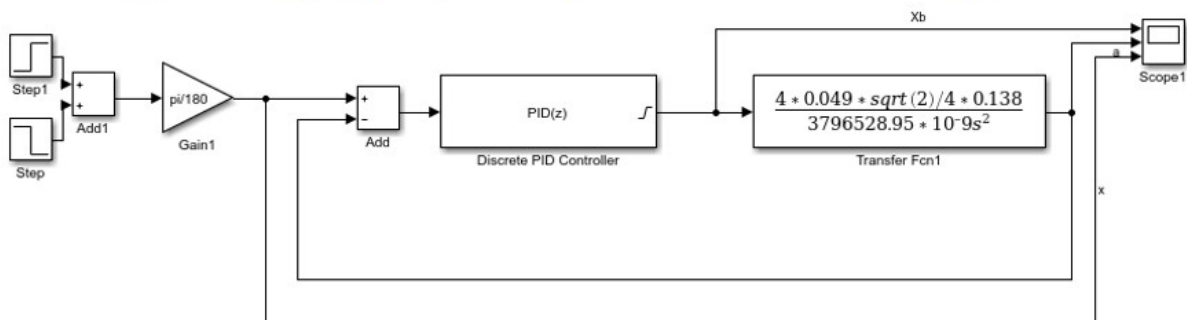 Xb
Step1
+
+
Add1
pi/180
Gain1
+
−
Add
PID(z)
Discrete PID Controller
4 * 0.049 * sqrt (2)/4 * 0.138
3796528.95 * 10⁻9s²
Transfer Fcn1
a
Scope1
Step
x